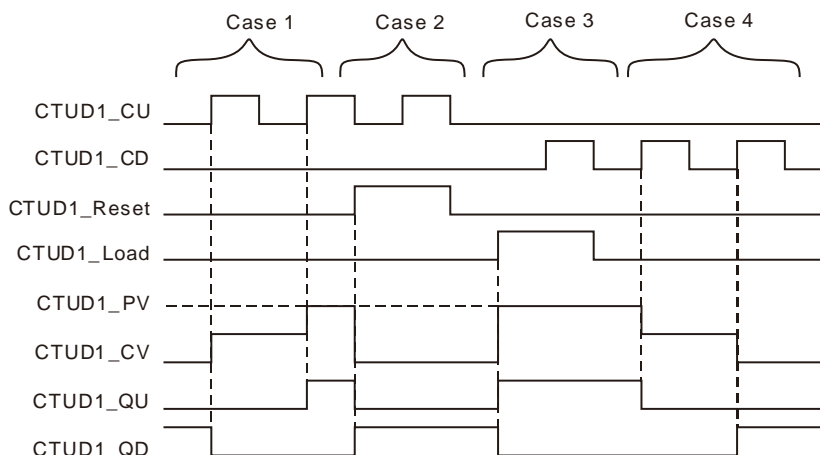 Case 1 Case 2 Case 3 Case 4
CTUD1_CU
CTUD1_CD
CTUD1_Reset
CTUD1_Load
CTUD1_PV
CTUD1_CV
CTUD1_QU
CTUD1_QD